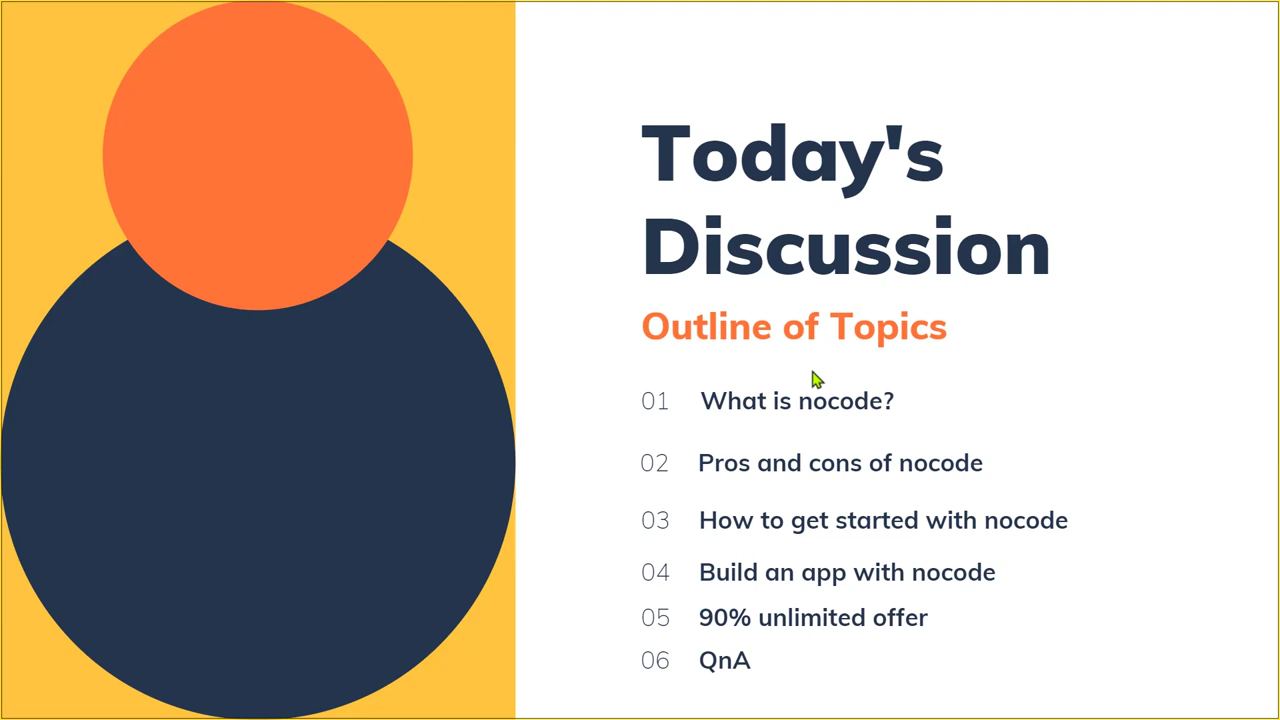 Today's
Discussion
Outline of Topics
01 What is nocode?
02 Pros and cons of nocode
03 How to get started with nocode
04 Build an app with nocode
05 90% unlimited offer
06 QnA